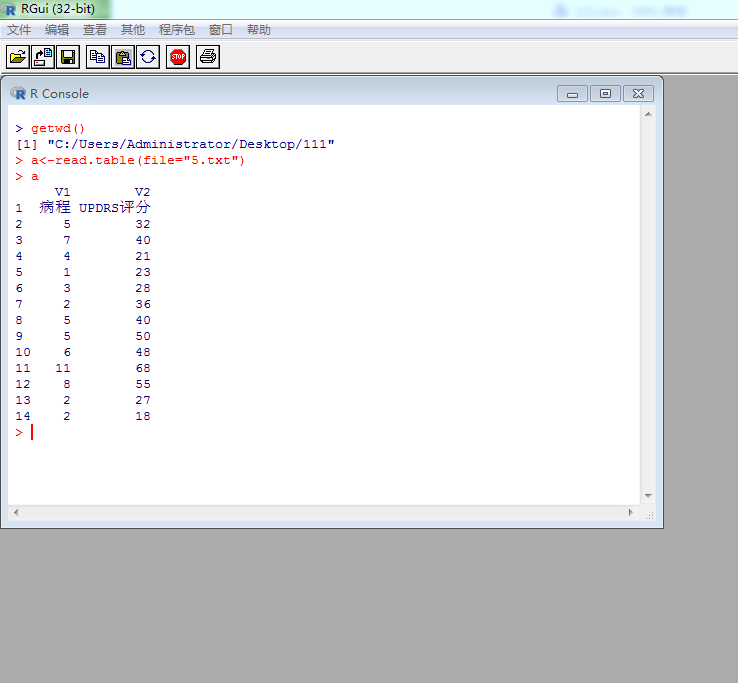 RGui (32-bit)
文件 编辑 查看 其他 程序包 窗口 帮助
STOP
R Console
> getwd()
[1] "C:/Users/Administrator/Desktop/111"
> a<-read.table(file="5.txt")
> a
V1 V2
1 病程 UPDRS评分
2 5 32
3 7 40
4 4 21
5 1 23
6 3 28
7 2 36
8 5 40
9 5 50
10 6 48
11 11 68
12 8 55
13 2 27
14 2 18
>